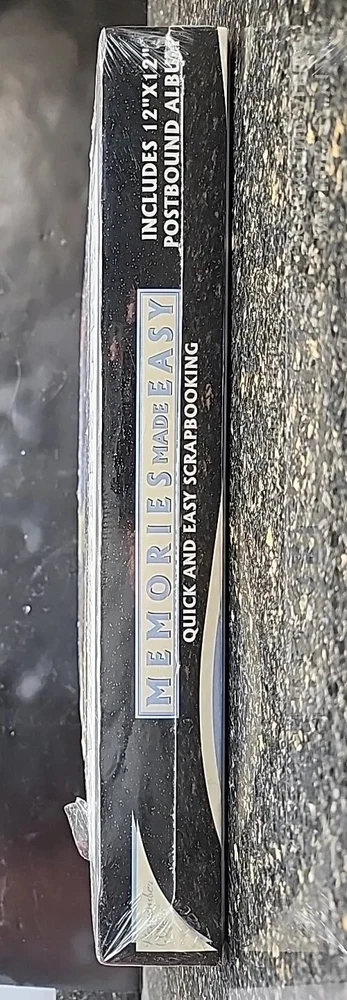 INCLUDES 12"X12"
POSTBOUND ALBUM
MEMORIES MADE EASY
QUICK AND EASY SCRAPBOOKING